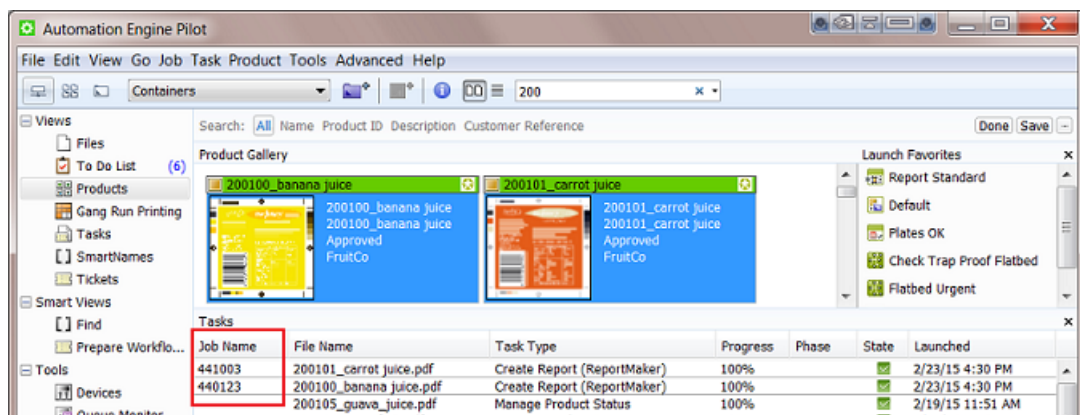 Automation Engine Pilot
File Edit View Go Job Task Product Tools Advanced Help
Containers
200
Views
Files
To Do List (6)
Products
Gang Run Printing
Tasks
SmartNames
Tickets
Smart Views
Find
Prepare Workflo...
Tools
Devices
Queue Monitor
Search: All Name Product ID Description Customer Reference
Done Save
Product Gallery
200100_banana juice
200100_banana juice
200100_banana juice
Approved
FruitCo
200101_carrot juice
200101_carrot juice
200101_carrot juice
Approved
FruitCo
Launch Favorites
Report Standard
Default
Plates OK
Check Trap Proof Flatbed
Flatbed Urgent
Tasks
Job Name File Name Task Type Progress Phase State Launched
441003 200101_carrot juice.pdf Create Report (ReportMaker) 100% 2/23/15 4:30 PM
440123 200100_banana juice.pdf Create Report (ReportMaker) 100% 2/23/15 4:30 PM
200105_guava_juice.pdf Manage Product Status 100% 2/19/15 11:51 AM